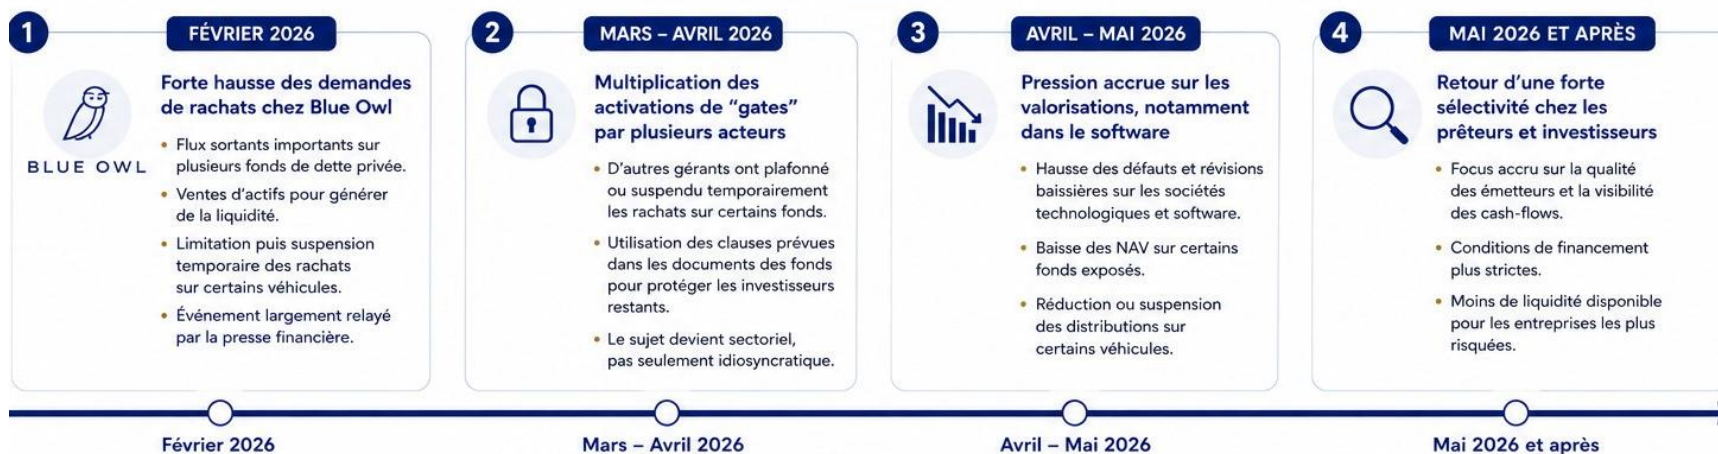 1
FÉVRIER 2026
Forte hausse des demandes
de rachats chez Blue Owl
BLUE OWL
• Flux sortants importants sur
plusieurs fonds de dette privée.
• Ventes d’actifs pour générer
de la liquidité.
• Limitation puis suspension
temporaire des rachats
sur certains véhicules.
• Événement largement relayé
par la presse financière.
2
MARS – AVRIL 2026
Multiplication des
activations de “gates”
par plusieurs acteurs
• D’autres gérants ont plafonné
ou suspendu temporairement
les rachats sur certains fonds.
• Utilisation des clauses prévues
dans les documents des fonds
pour protéger les investisseurs
restants.
• Le sujet devient sectoriel,
pas seulement idiosyncratique.
3
AVRIL – MAI 2026
Pression accrue sur les
valorisations, notamment
dans le software
• Hausse des défauts et révisions
baissières sur les sociétés
technologiques et software.
• Baisse des NAV sur certains
fonds exposés.
• Réduction ou suspension
des distributions sur
certains véhicules.
4
MAI 2026 ET APRÈS
Retour d’une forte
sélectivité chez les
prêteurs et investisseurs
• Focus accru sur la qualité
des émetteurs et la visibilité
des cash-flows.
• Conditions de financement
plus strictes.
• Moins de liquidité disponible
pour les entreprises les plus
risquées.
Février 2026
Mars – Avril 2026
Avril – Mai 2026
Mai 2026 et après